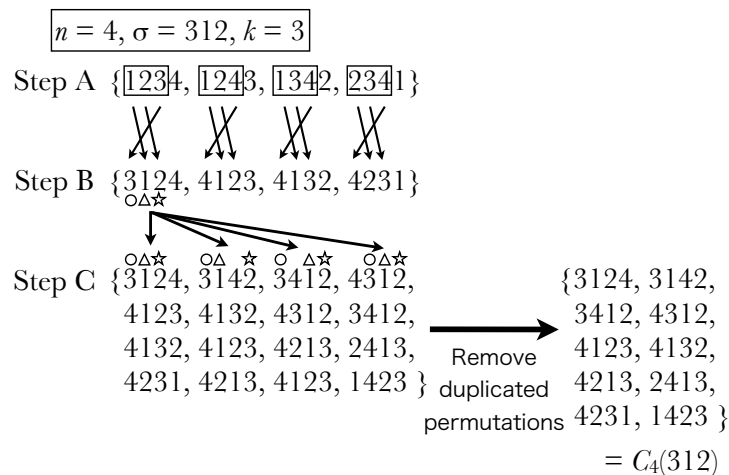 n = 4, σ = 312, k = 3
Step A {1234, 1243, 1342, 2341}
Step B {3124, 4123, 4132, 4231}
○△☆
○△☆ ○△ ☆ ○ △☆ ○△☆
Step C {3124, 3142, 3412, 4312,
4123, 4132, 4312, 3412,
4132, 4123, 4213, 2413,
4231, 4213, 4123, 1423 }
Remove
duplicated
permutations
{3124, 3142,
3412, 4312,
4123, 4132,
4213, 2413,
4231, 1423 }
= C₄(312)